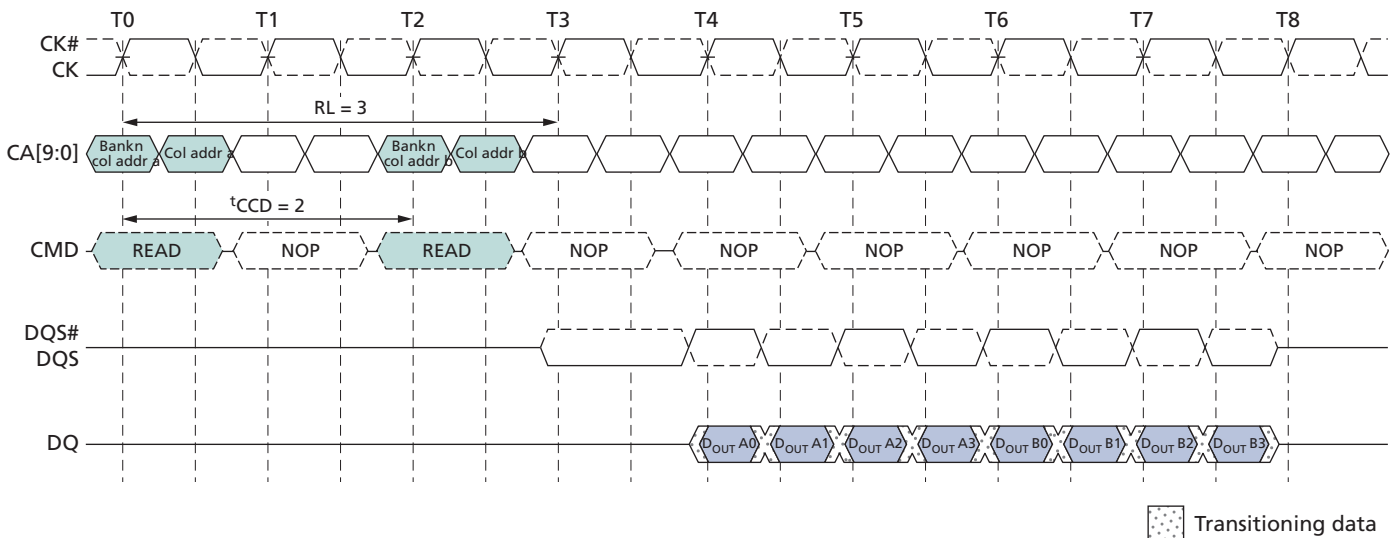 T0 T1 T2 T3 T4 T5 T6 T7 T8
CK#
CK
RL = 3
CA[9:0]
Bankn
col addr a
Col addr a
Bankn
col addr b
Col addr b
tCCD = 2
CMD READ NOP READ NOP NOP NOP NOP NOP NOP
DQS#
DQS
DQ DOUT A0 DOUT A1 DOUT A2 DOUT A3 DOUT B0 DOUT B1 DOUT B2 DOUT B3
Transitioning data